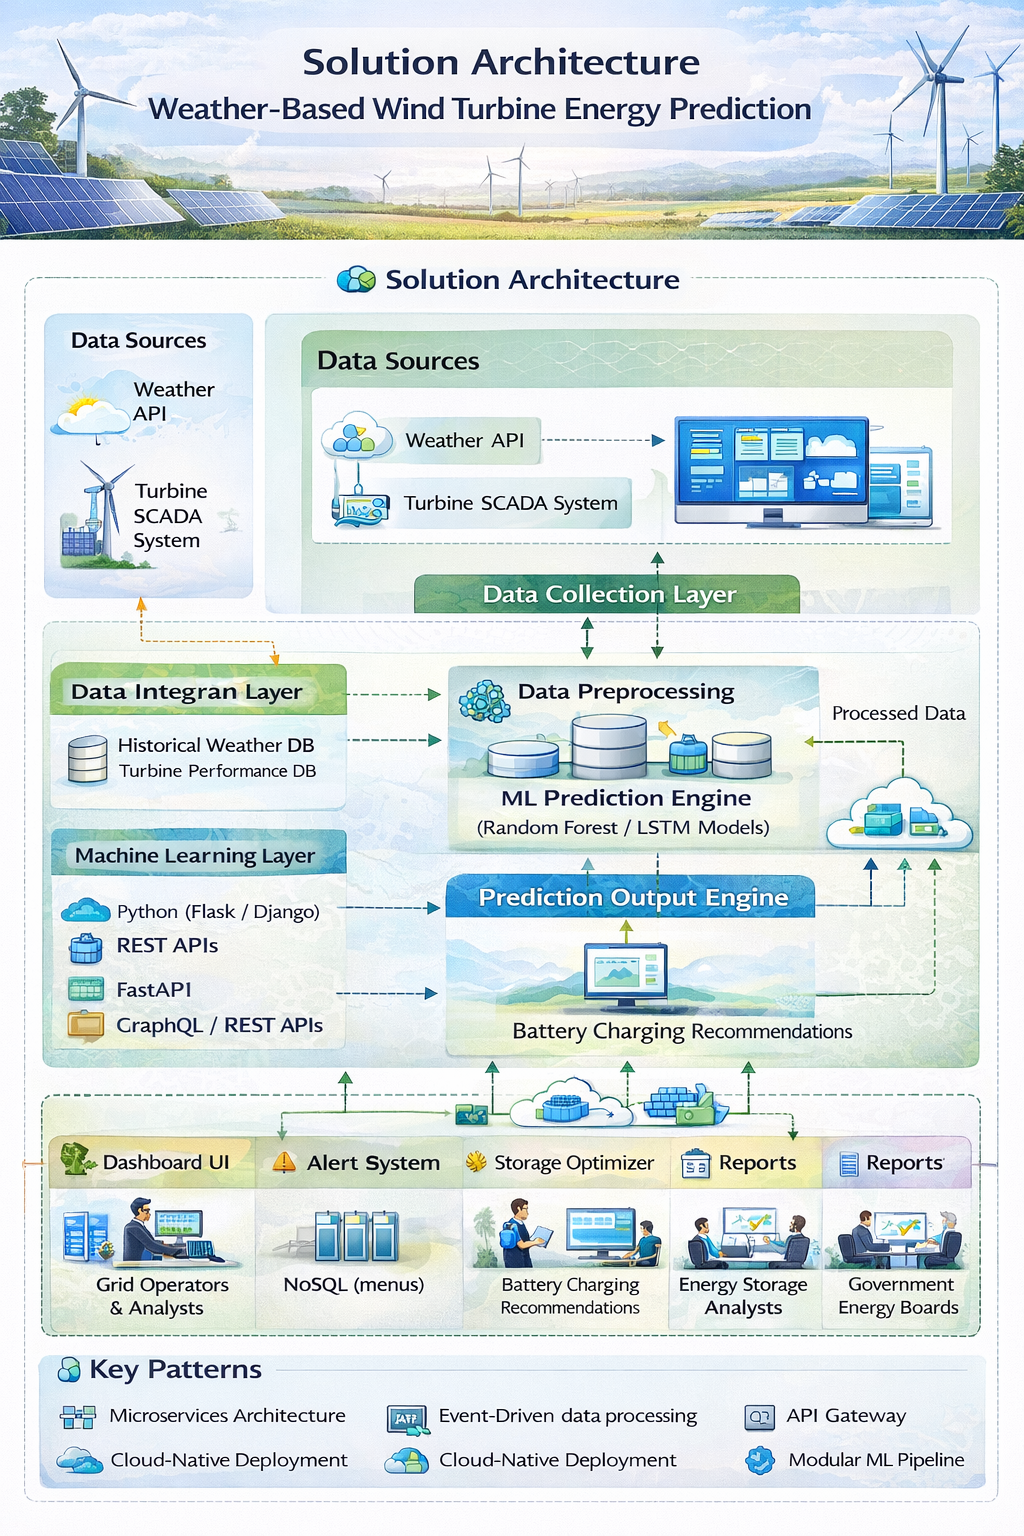 Solution Architecture
Weather-Based Wind Turbine Energy Prediction
Solution Architecture
Data Sources
Weather
API
Turbine
SCADA
System
Data Sources
Weather API
Turbine SCADA System
Data Collection Layer
Data Integran Layer
Historical Weather DB
Turbine Performance DB
Data Preprocessing
ML Prediction Engine
(Random Forest / LSTM Models)
Processed Data
Machine Learning Layer
Python (Flask / Django)
REST APIs
FastAPI
GraphQL / REST APIs
Prediction Output Engine
Battery Charging Recommendations
Dashboard UI
Grid Operators
& Analysts
Alert System
NoSQL (menus)
Storage Optimizer
Battery Charging
Recommendations
Reports
Energy Storage
Analysts
Reports
Government
Energy Boards
Key Patterns
Microservices Architecture
Event-Driven data processing
API Gateway
Cloud-Native Deployment
Cloud-Native Deployment
Modular ML Pipeline